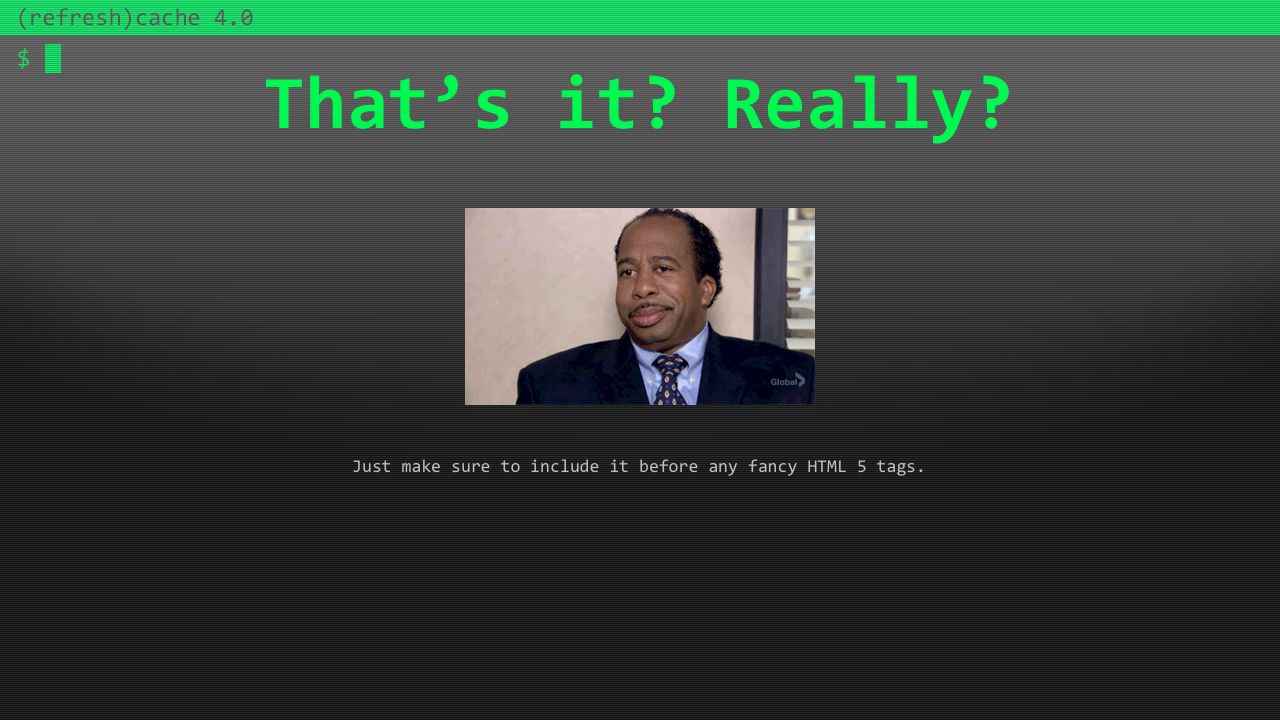 (refresh)cache 4.0
$
That’s it? Really?
Global
Just make sure to include it before any fancy HTML 5 tags.